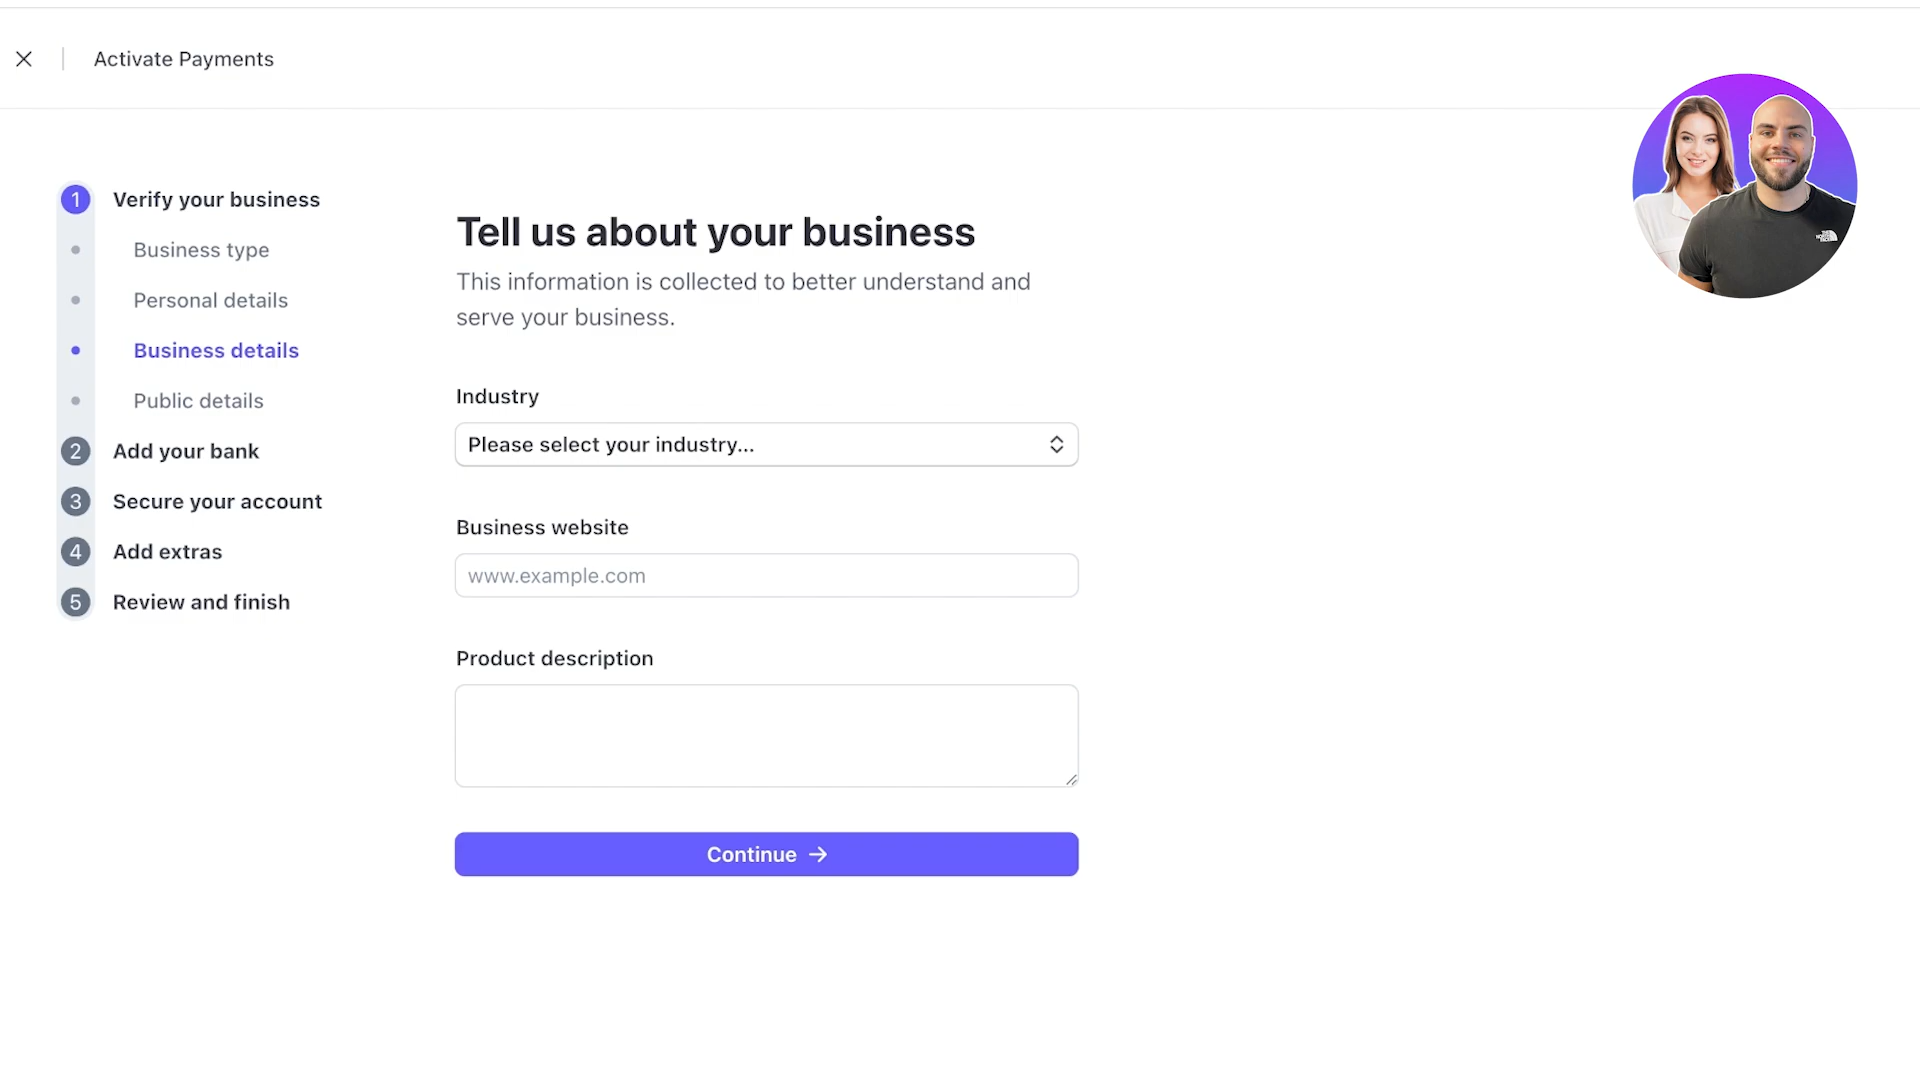 Activate Payments
1 Verify your business
Business type
Personal details
Business details
Public details
2 Add your bank
3 Secure your account
4 Add extras
5 Review and finish
Tell us about your business
This information is collected to better understand and
serve your business.
Industry
Please select your industry...
Business website
www.example.com
Product description
Continue →
THE NORTH FACE